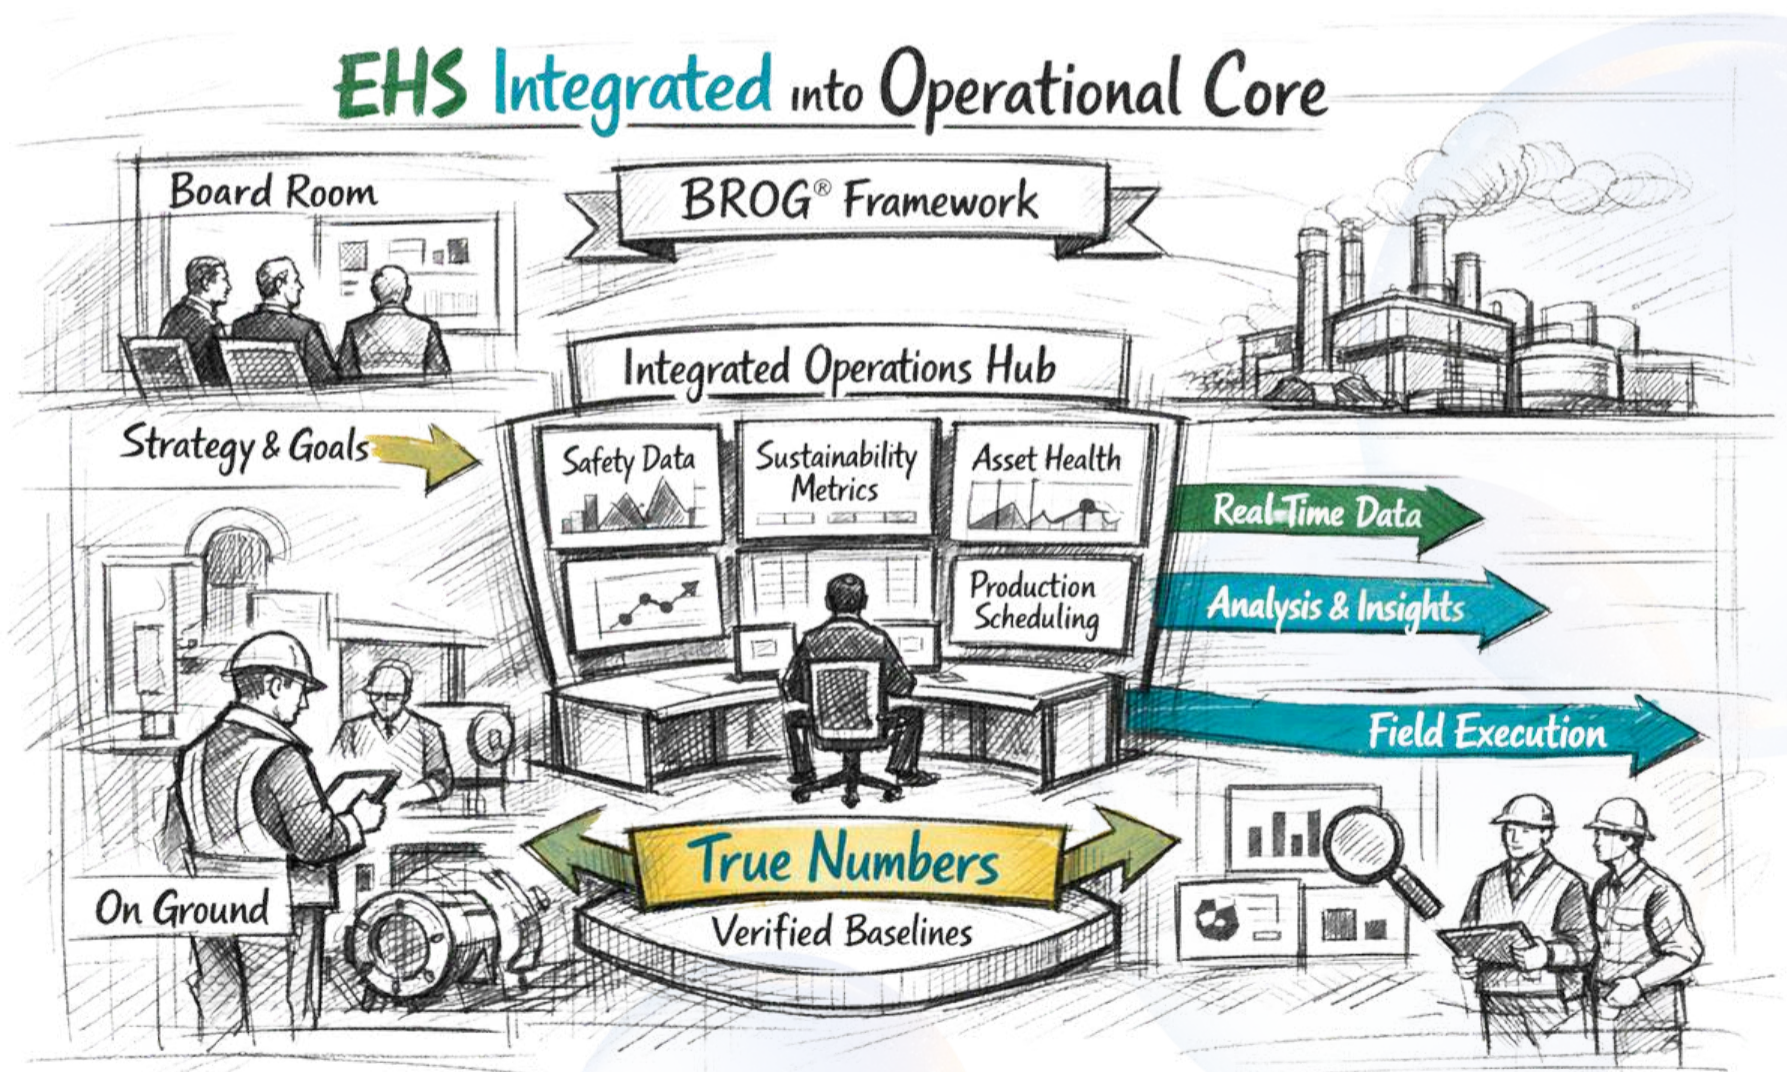 EHS Integrated into Operational Core
Board Room
BROG® Framework
Integrated Operations Hub
Strategy & Goals
Safety Data
Sustainability
Metrics
Asset Health
Production
Scheduling
Real-Time Data
Analysis & Insights
Field Execution
True Numbers
Verified Baselines
On Ground